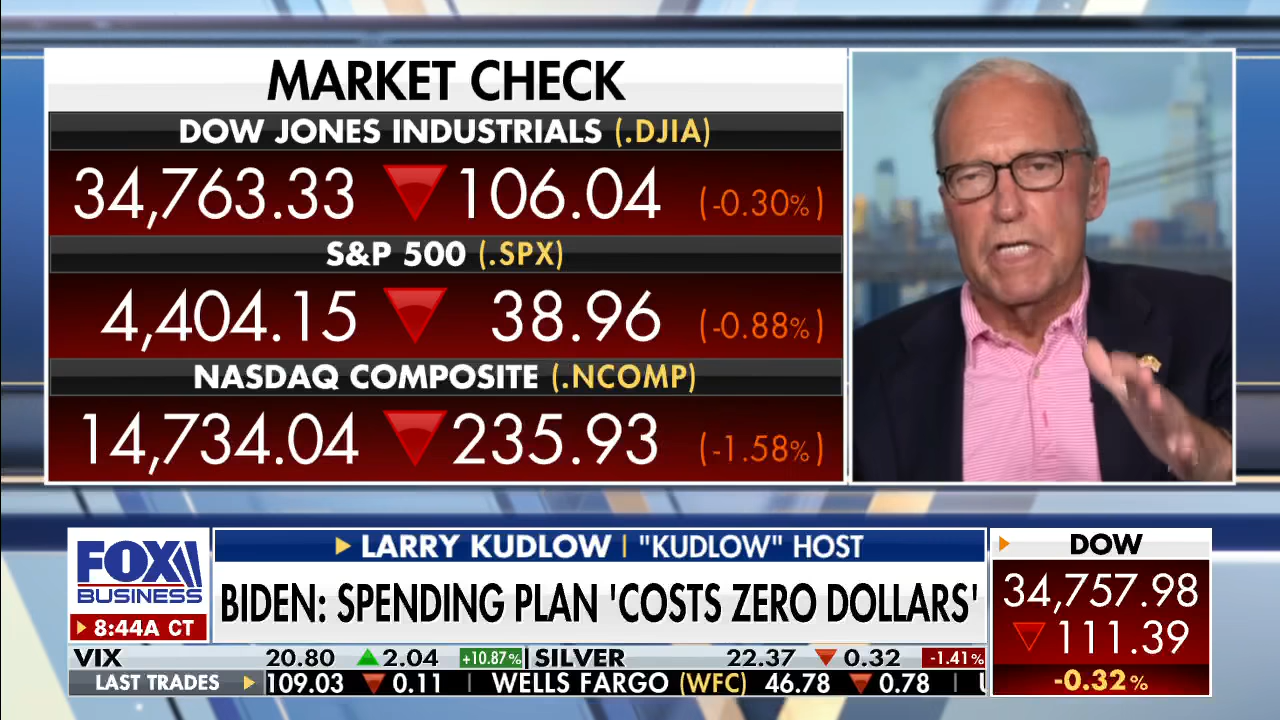 MARKET CHECK
DOW JONES INDUSTRIALS (.DJIA)
34,763.33 ▼ 106.04 (-0.30%)
S&P 500 (.SPX)
4,404.15 ▼ 38.96 (-0.88%)
NASDAQ COMPOSITE (.NCOMP)
14,734.04 ▼ 235.93 (-1.58%)
LARRY KUDLOW | "KUDLOW" HOST
BIDEN: SPENDING PLAN 'COSTS ZERO DOLLARS'
FOX
BUSINESS
8:44A CT
DOW
34,757.98
▼ 111.39
-0.32%
VIX 20.80 ▲ 2.04 +10.87% SILVER 22.37 ▼ 0.32 -1.41%
LAST TRADES 109.03 ▼ 0.11 | WELLS FARGO (WFC) 46.78 ▼ 0.78 |